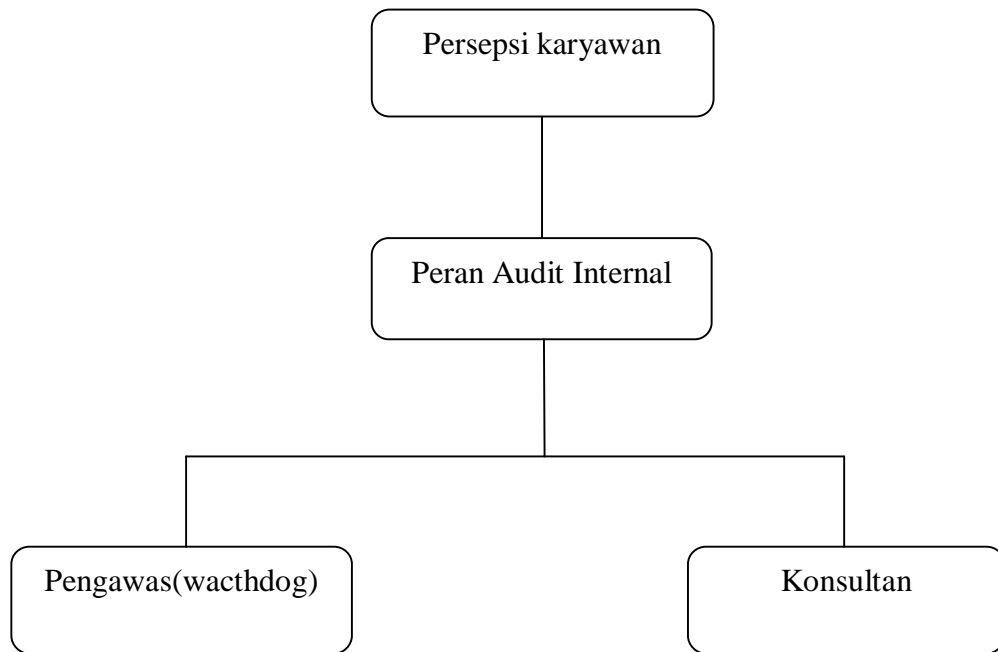 Persepsi karyawan
Peran Audit Internal
Pengawas(wacthdog)
Konsultan